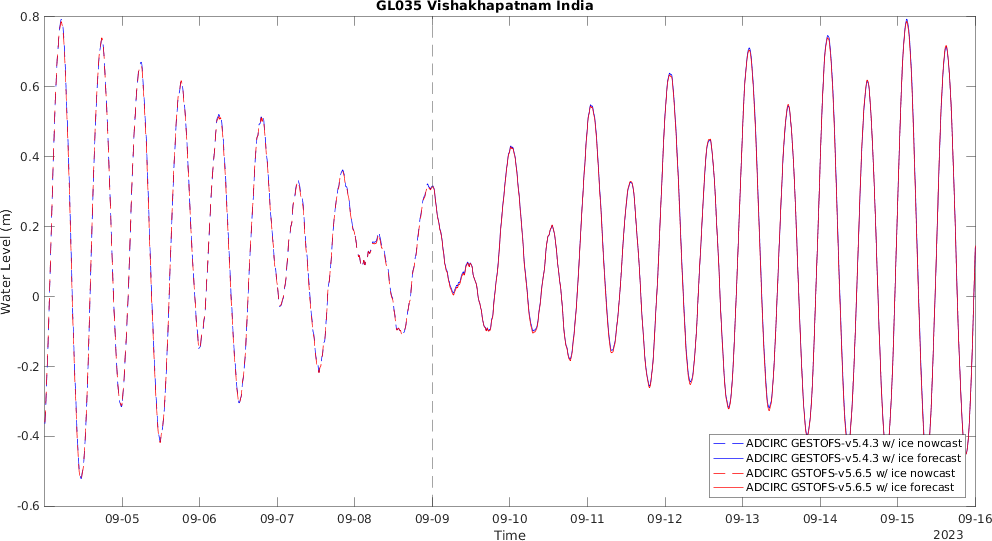 GL035 Vishakhapatnam India
Water Level (m)
0.8
0.6
0.4
0.2
0
-0.2
-0.4
-0.6
ADCIRC GESTOFS-v5.4.3 w/ ice nowcast
ADCIRC GESTOFS-v5.4.3 w/ ice forecast
ADCIRC GSTOFS-v5.6.5 w/ ice nowcast
ADCIRC GSTOFS-v5.6.5 w/ ice forecast
09-05 09-06 09-07 09-08 09-09 09-10 09-11 09-12 09-13 09-14 09-15 09-16
Time
2023